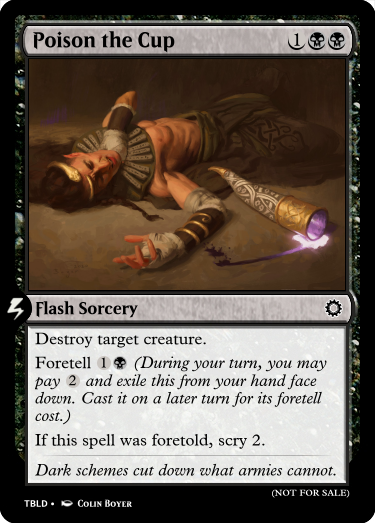 Poison the Cup 1
Flash Sorcery
Destroy target creature.
Foretell 1 (During your turn, you may
pay 2 and exile this from your hand face
down. Cast it on a later turn for its foretell
cost.)
If this spell was foretold, scry 2.
Dark schemes cut down what armies cannot.
(NOT FOR SALE)
TBLD • Colin Boyer